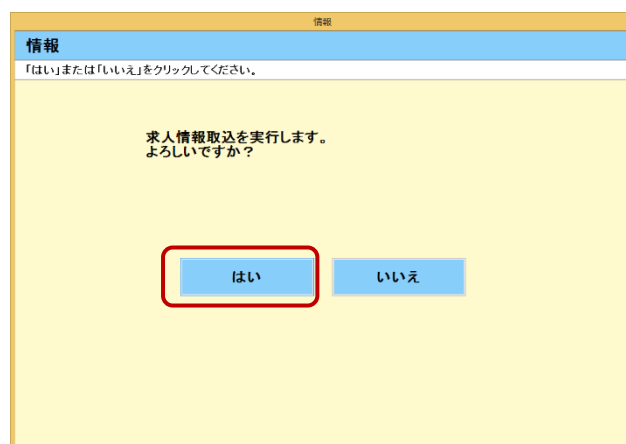 情報
情報
「はい」または「いいえ」をクリックしてください。
求人情報取込を実行します。
よろしいですか？
はい
いいえ